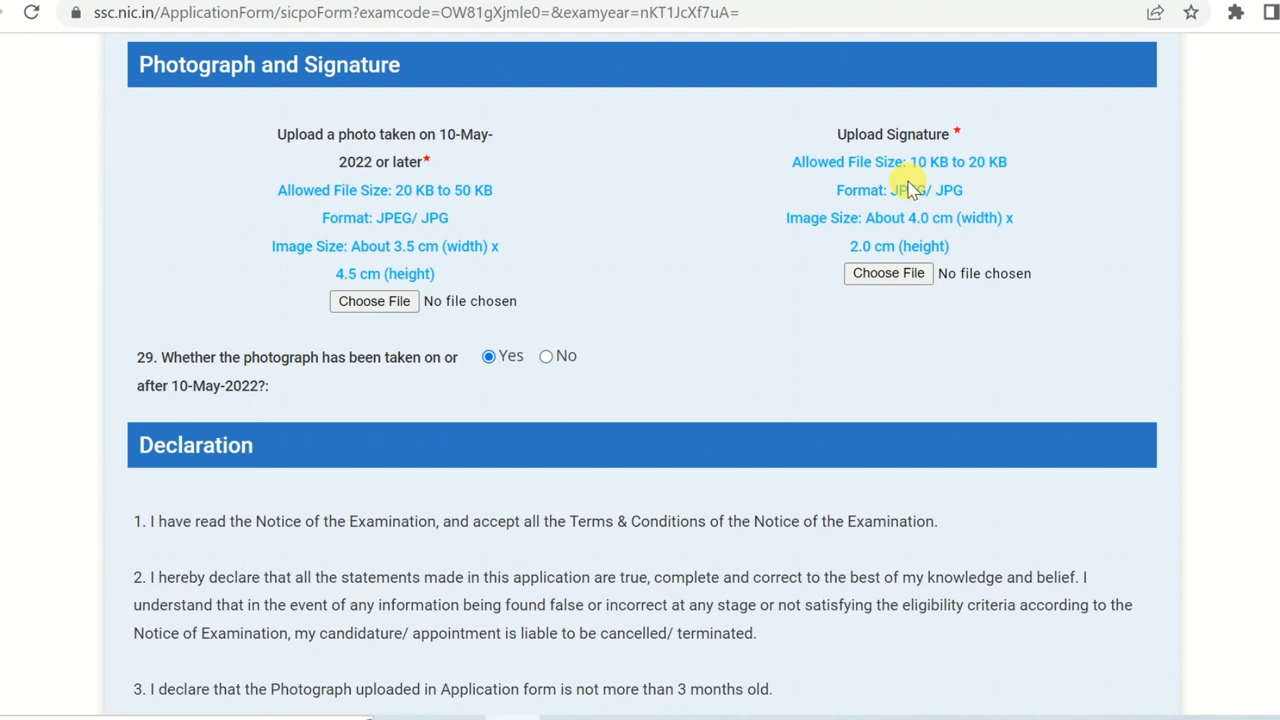 ssc.nic.in/ApplicationForm/sicpoForm?examcode=OW81gXjmle0=&examyear=nKT1JcXf7uA=
Photograph and Signature
Upload a photo taken on 10-May-
2022 or later*
Allowed File Size: 20 KB to 50 KB
Format: JPEG/ JPG
Image Size: About 3.5 cm (width) x
4.5 cm (height)
Choose File No file chosen
Upload Signature *
Allowed File Size: 10 KB to 20 KB
Format: JPEG/ JPG
Image Size: About 4.0 cm (width) x
2.0 cm (height)
Choose File No file chosen
29. Whether the photograph has been taken on or
after 10-May-2022?:
Yes No
Declaration
1. I have read the Notice of the Examination, and accept all the Terms & Conditions of the Notice of the Examination.
2. I hereby declare that all the statements made in this application are true, complete and correct to the best of my knowledge and belief. I
understand that in the event of any information being found false or incorrect at any stage or not satisfying the eligibility criteria according to the
Notice of Examination, my candidature/ appointment is liable to be cancelled/ terminated.
3. I declare that the Photograph uploaded in Application form is not more than 3 months old.